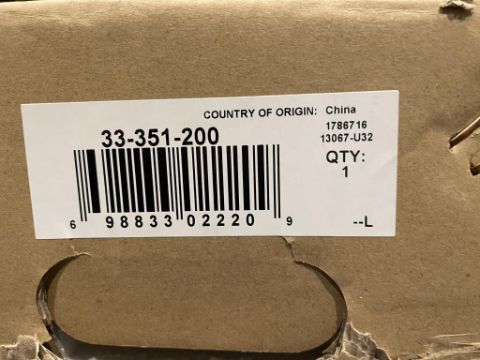 COUNTRY OF ORIGIN: China
1786716
13067-U32
33-351-200
QTY:
1
6 98833 02220 9
--L